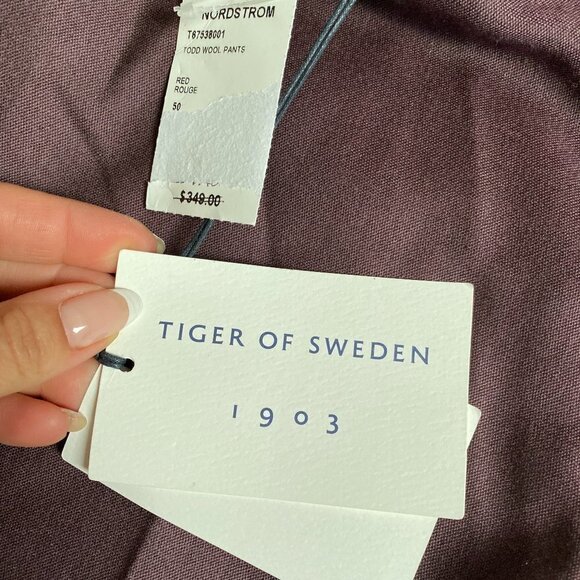 NORDSTROM
T67538001
TODD WOOL PANTS
RED
ROUGE
50
$349.00
TIGER OF SWEDEN
1903